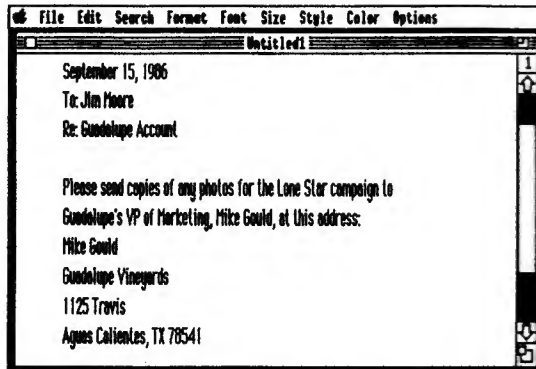 File Edit Search Format Font Size Style Color Options
Untitled1
1
September 15, 1986
To: Jim Moore
Re: Guadalupe Account
Please send copies of any photos for the Lone Star campaign to
Guadalupe's VP of Marketing, Mike Gould, at this address:
Mike Gould
Guadalupe Vineyards
1125 Travis
Aguas Calientes, TX 78541